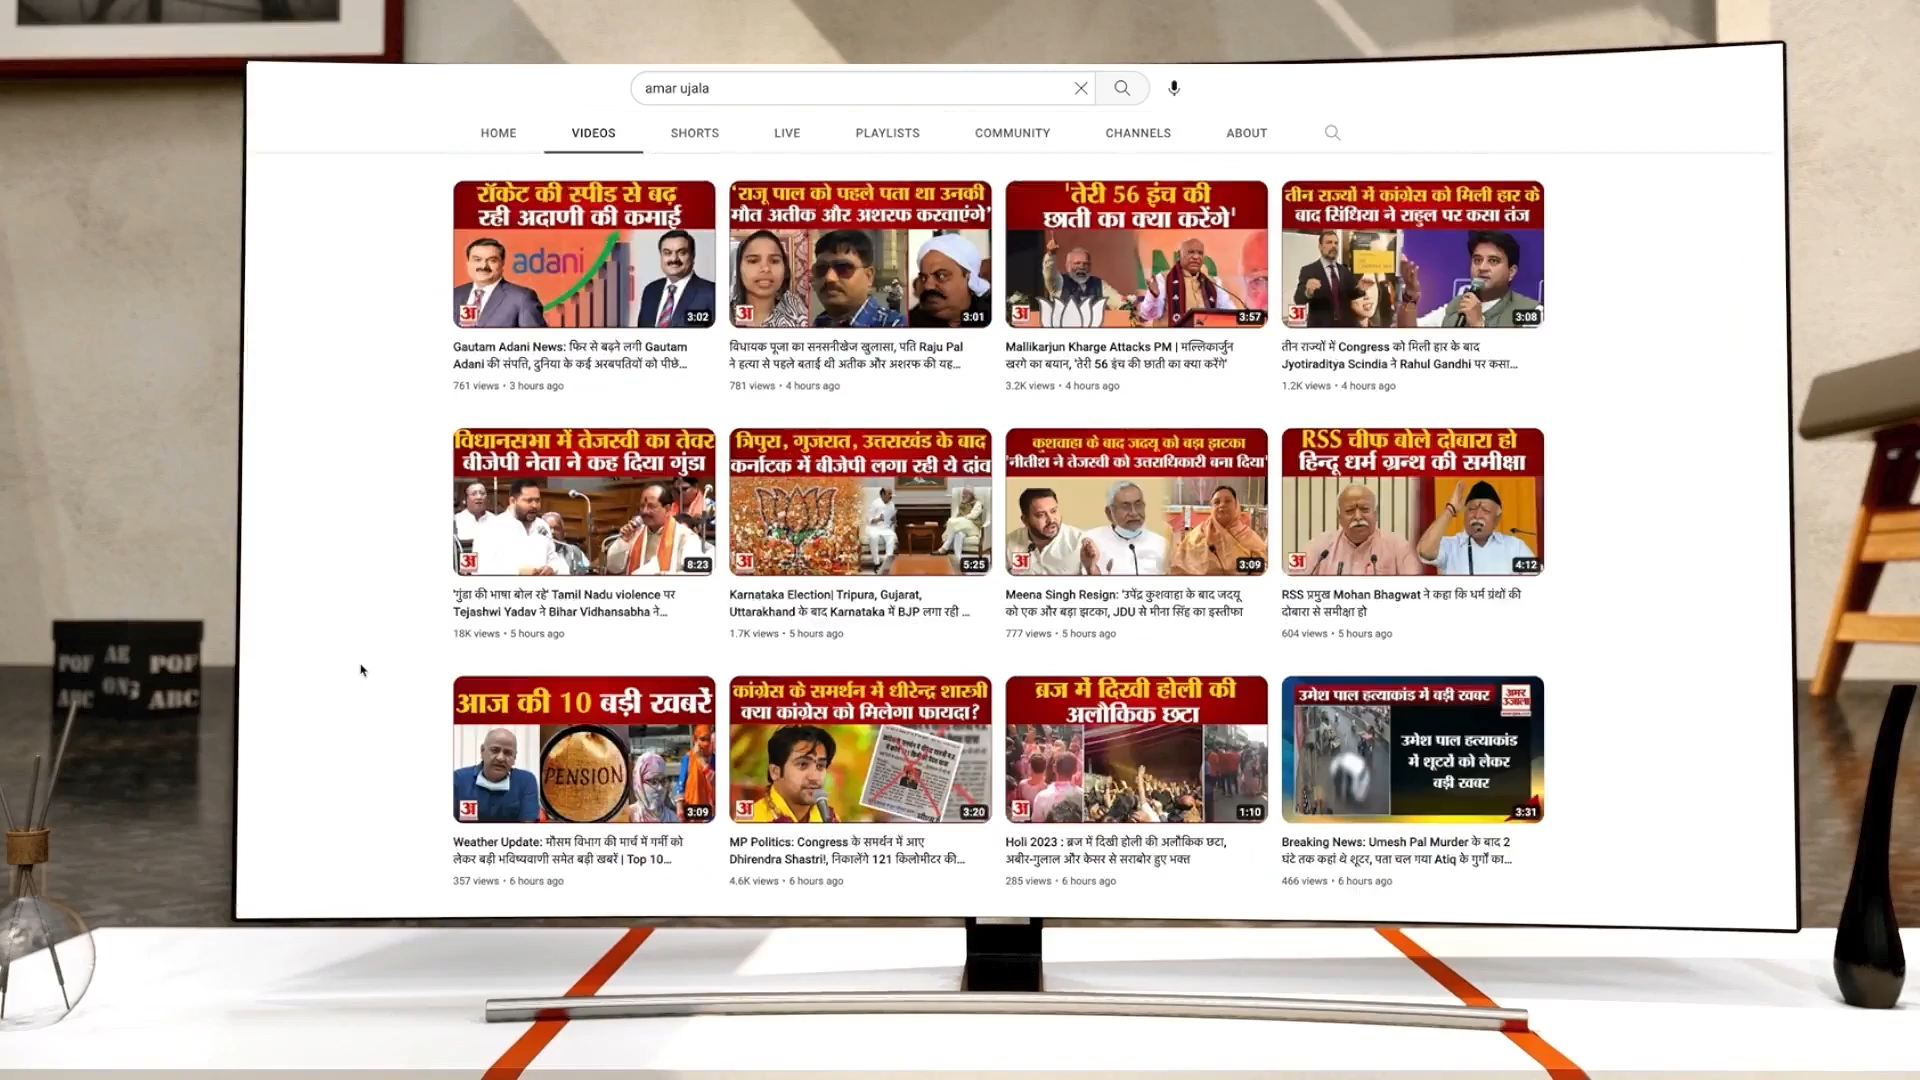 amar ujala
HOME VIDEOS SHORTS LIVE PLAYLISTS COMMUNITY CHANNELS ABOUT
रॉकेट की स्पीड से बढ़
रही अदाणी की कमाई
adani
अ
3:02
Gautam Adani News: फिर से बढ़ने लगी Gautam
Adani की संपत्ति, दुनिया के कई अरबपतियों को पीछे...
761 views • 3 hours ago
'राजू पाल को पहले पता था उनकी
मौत अतीक और अशरफ करवाएंगे'
अ
3:01
विधायक पूजा का सनसनीखेज खुलासा, पति Raju Pal
ने हत्या से पहले बताई थी अतीक और अशरफ की यह...
781 views • 4 hours ago
'तेरी 56 इंच की
छाती का क्या करेंगे'
अ
3:57
Mallikarjun Kharge Attacks PM | मल्लिकार्जुन
खरगे का बयान, 'तेरी 56 इंच की छाती का क्या करेंगे'
3.2K views • 4 hours ago
तीन राज्यों में कांग्रेस को मिली हार के
बाद सिंधिया ने राहुल पर कसा तंज
अ
3:08
तीन राज्यों में Congress को मिली हार के बाद
Jyotiraditya Scindia ने Rahul Gandhi पर कसा...
1.2K views • 4 hours ago
विधानसभा में तेजस्वी का तेवर
बीजेपी नेता ने कह दिया गुंडा
अ
8:23
'गुंडा की भाषा बोल रहे' Tamil Nadu violence पर
Tejashwi Yadav ने Bihar Vidhansabha ने...
18K views • 5 hours ago
त्रिपुरा, गुजरात, उत्तराखंड के बाद
कर्नाटक में बीजेपी लगा रही ये दांव
अ
5:25
Karnataka Election| Tripura, Gujarat,
Uttarakhand के बाद Karnataka में BJP लगा रही ...
1.7K views • 5 hours ago
कुशवाहा के बाद जदयू को बड़ा झटका
'नीतीश ने तेजस्वी को उत्तराधिकारी बना दिया'
अ
3:09
Meena Singh Resign: 'उपेंद्र कुशवाहा के बाद जदयू
को एक और बड़ा झटका, JDU से मीना सिंह का इस्तीफा
777 views • 5 hours ago
RSS चीफ बोले दोबारा हो
हिन्दू धर्म ग्रन्थ की समीक्षा
अ
4:12
RSS प्रमुख Mohan Bhagwat ने कहा कि धर्म ग्रंथों की
दोबारा से समीक्षा हो
604 views • 5 hours ago
आज की 10 बड़ी खबरें
PENSION
अ
3:09
Weather Update: मौसम विभाग की मार्च में गर्मी को
लेकर बड़ी भविष्यवाणी समेत बड़ी खबरें | Top 10...
357 views • 6 hours ago
कांग्रेस के समर्थन में धीरेन्द्र शास्त्री
क्या कांग्रेस को मिलेगा फायदा?
अ
3:20
MP Politics: Congress के समर्थन में आए
Dhirendra Shastri!, निकालेंगे 121 किलोमीटर की...
4.6K views • 6 hours ago
ब्रज में दिखी होली की
अलौकिक छटा
अ
1:10
Holi 2023 : ब्रज में दिखी होली की अलौकिक छटा,
अबीर-गुलाल और केसर से सराबोर हुए भक्त
285 views • 6 hours ago
उमेश पाल हत्याकांड में बड़ी खबर
अमर
उजाला
उमेश पाल हत्याकांड
में शूटरों को लेकर
बड़ी खबर
3:31
Breaking News: Umesh Pal Murder के बाद 2
घंटे तक कहां थे शूटर, पता चल गया Atiq के गुर्गों का...
466 views • 6 hours ago
POF AE POF
ABC ON? ABC